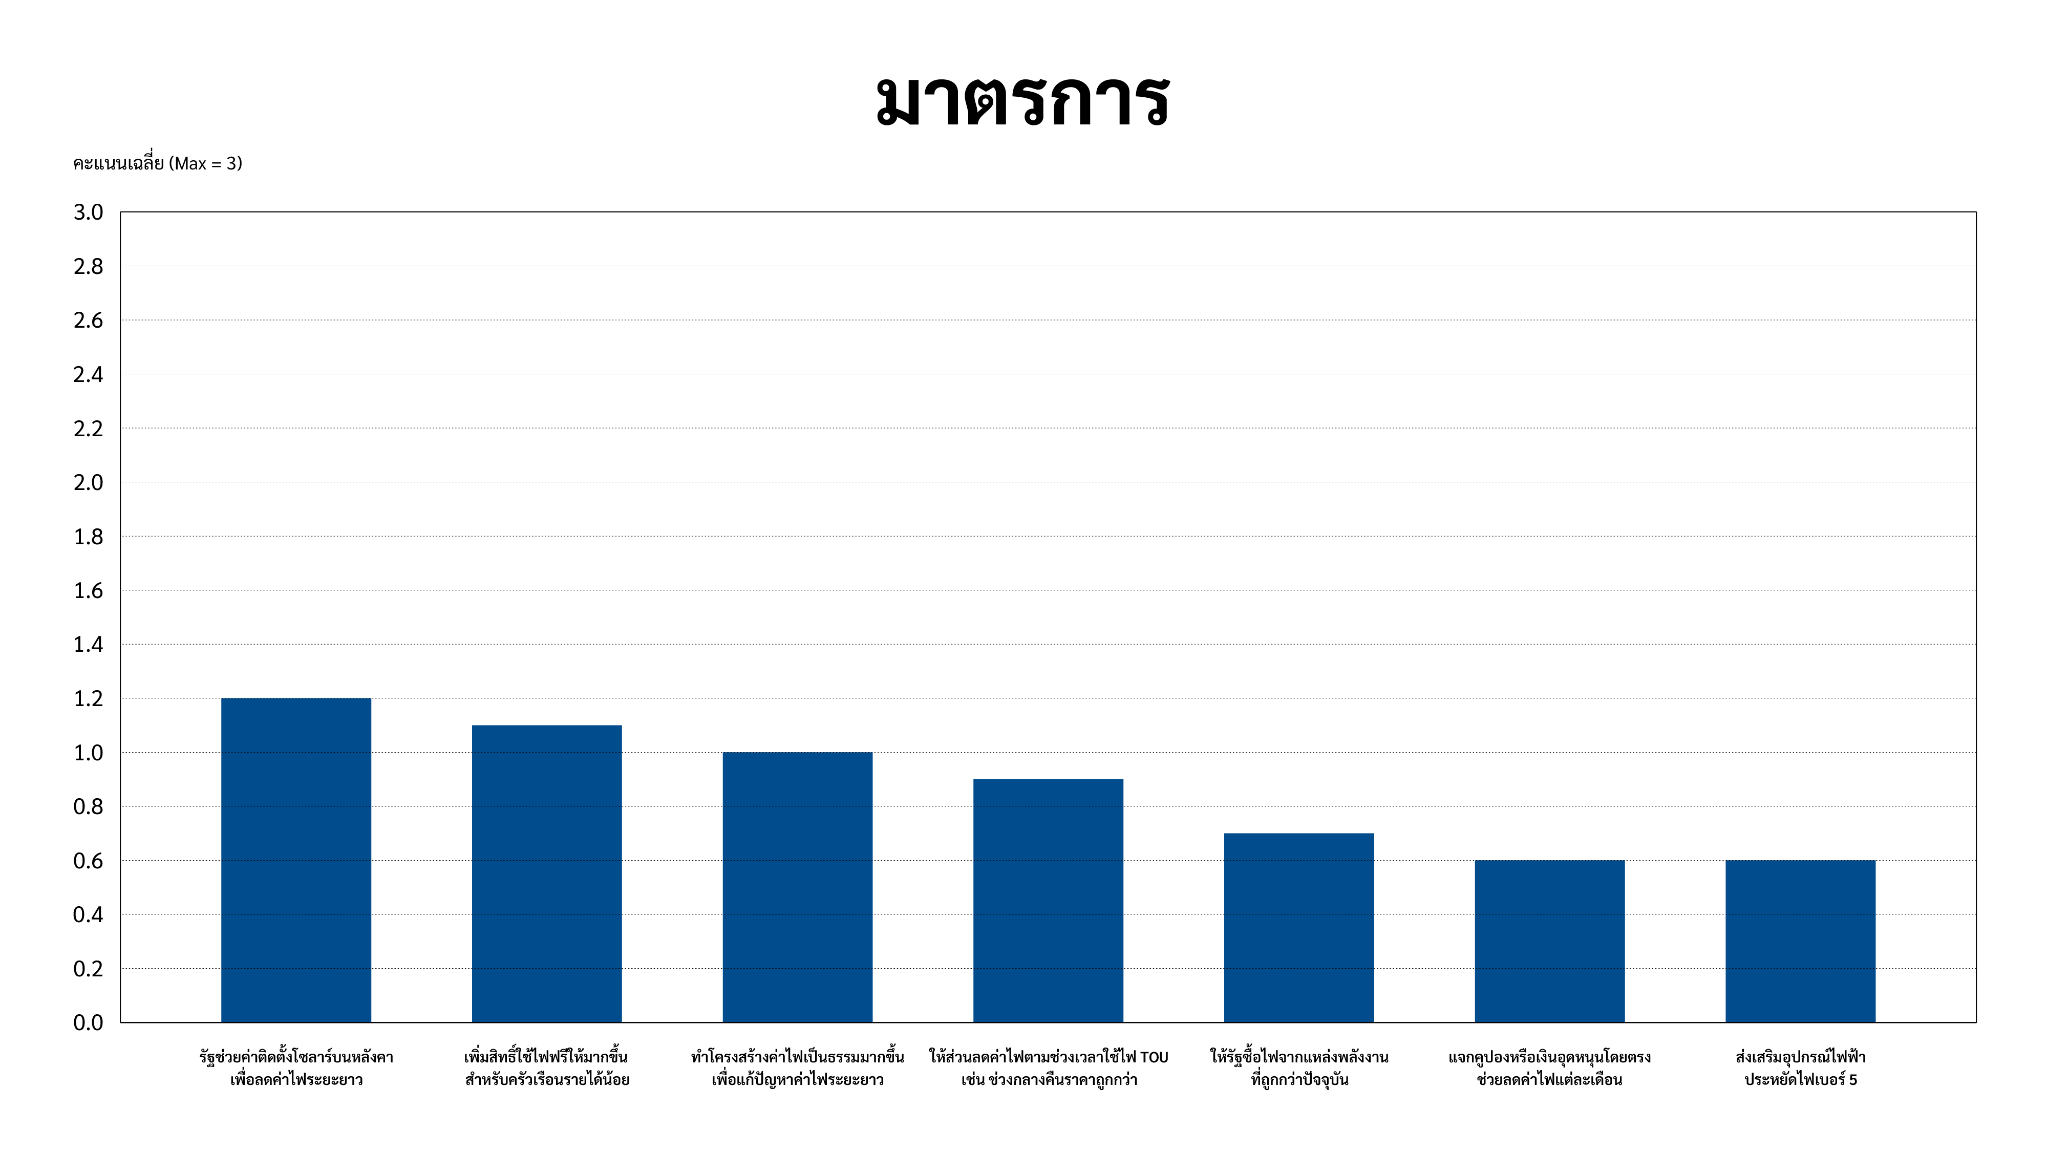 มาตรการ
คะแนนเฉลี่ย (Max = 3)
3.0
2.8
2.6
2.4
2.2
2.0
1.8
1.6
1.4
1.2
1.0
0.8
0.6
0.4
0.2
0.0
รัฐช่วยค่าติดตั้งโซลาร์บนหลังคา
เพื่อลดค่าไฟระยะยาว
เพิ่มสิทธิ์ใช้ไฟฟรีให้มากขึ้น
สำหรับครัวเรือนรายได้น้อย
ทำโครงสร้างค่าไฟเป็นธรรมมากขึ้น
เพื่อแก้ปัญหาค่าไฟระยะยาว
ให้ส่วนลดค่าไฟตามช่วงเวลาใช้ไฟ TOU
เช่น ช่วงกลางคืนราคาถูกกว่า
ให้รัฐซื้อไฟจากแหล่งพลังงาน
ที่ถูกกว่าปัจจุบัน
แจกคูปองหรือเงินอุดหนุนโดยตรง
ช่วยลดค่าไฟแต่ละเดือน
ส่งเสริมอุปกรณ์ไฟฟ้า
ประหยัดไฟเบอร์ 5